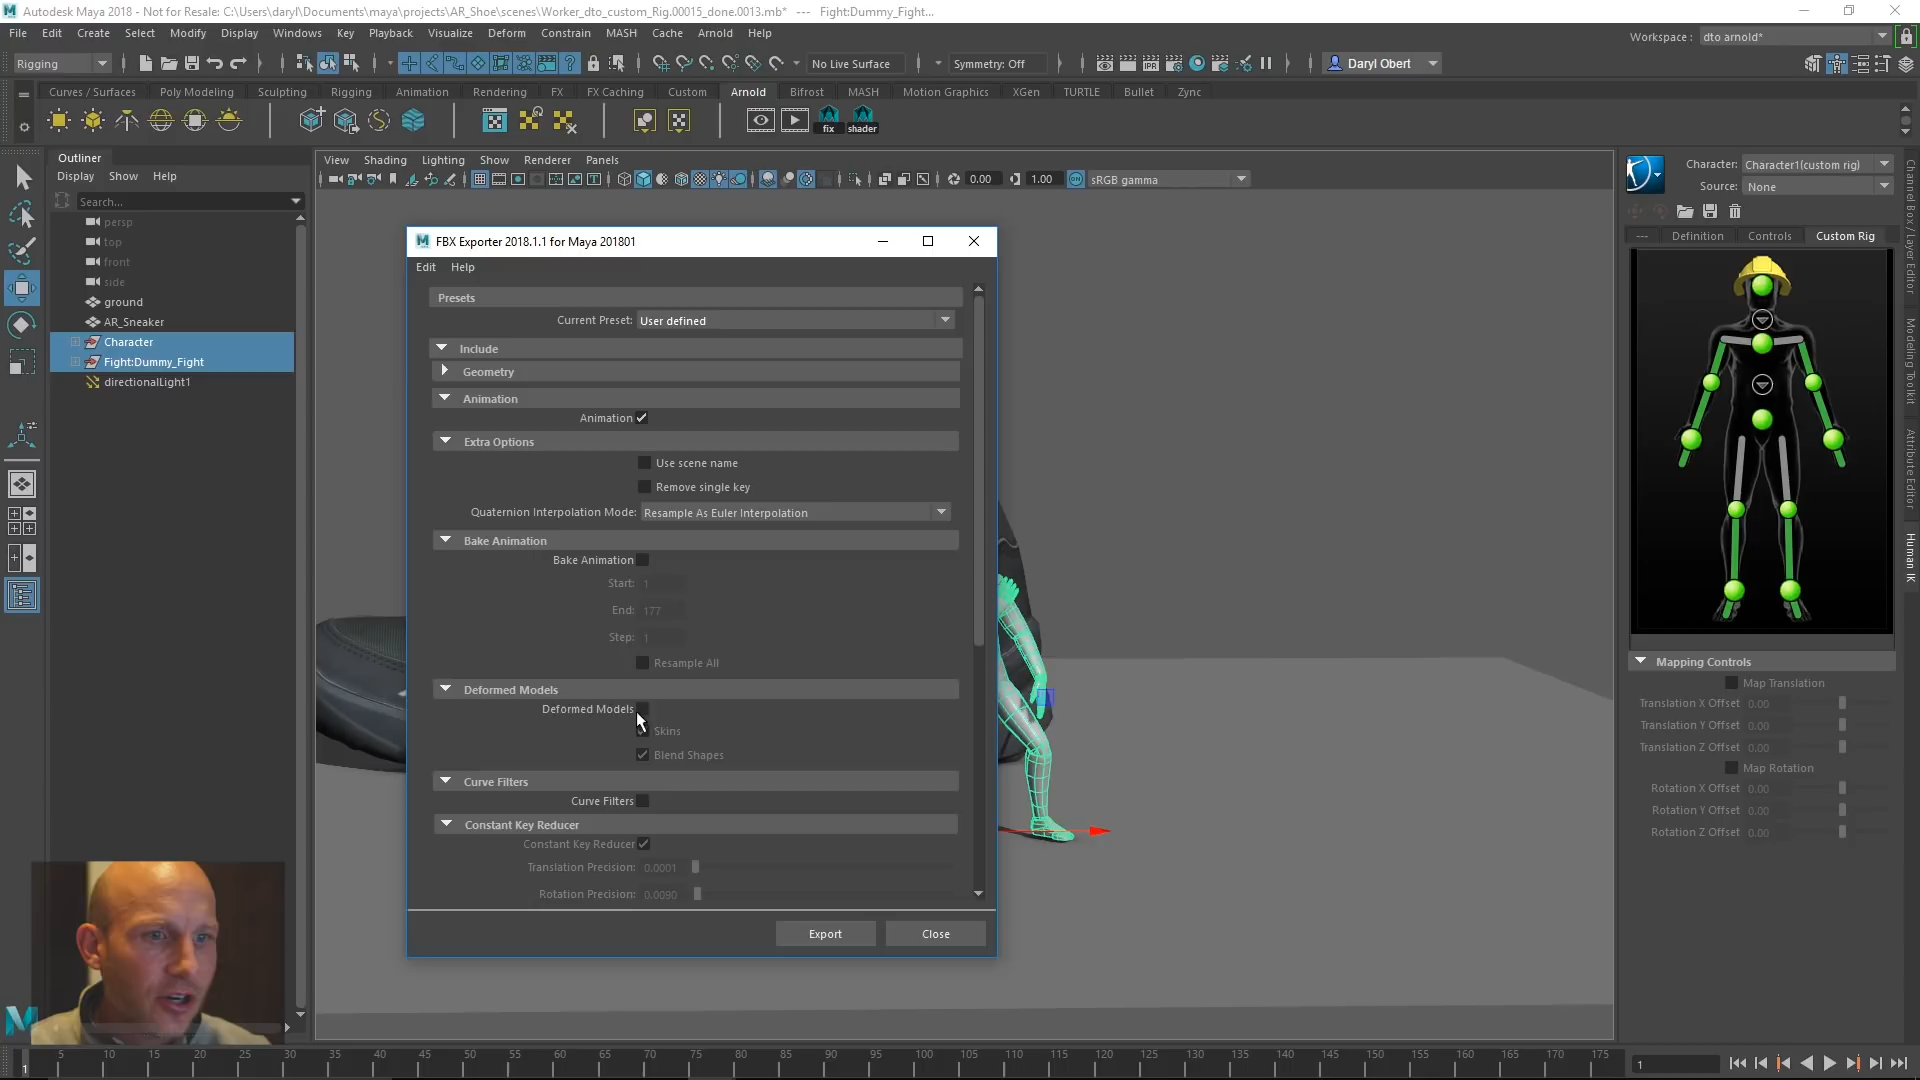 Autodesk Maya 2018 - Not for Resale: C:\Users\daryl\Documents\maya\projects\AR_Shoe\scenes\Worker_dto_custom_Rig.00015_done.0013.mb* --- Fight:Dummy_Fight...
File Edit Create Select Modify Display Windows Key Playback Visualize Deform Constrain MASH Cache Arnold Help
Workspace : dto arnold*
Rigging No Live Surface Symmetry: Off Daryl Obert
Curves / Surfaces Poly Modeling Sculpting Rigging Animation Rendering FX FX Caching Custom Arnold Bifrost MASH Motion Graphics XGen TURTLE Bullet Zync
fix shader
Outliner
Display Show Help
Search...
persp
top
front
side
ground
AR_Sneaker
Character
Fight:Dummy_Fight
directionalLight1
View Shading Lighting Show Renderer Panels
0.00 1.00 ON sRGB gamma
FBX Exporter 2018.1.1 for Maya 201801
Edit Help
Presets
Current Preset: User defined
Include
Geometry
Animation
Animation
Extra Options
Use scene name
Remove single key
Quaternion Interpolation Mode: Resample As Euler Interpolation
Bake Animation
Bake Animation
Start: 1
End: 177
Step: 1
Resample All
Deformed Models
Deformed Models
Skins
Blend Shapes
Curve Filters
Curve Filters
Constant Key Reducer
Constant Key Reducer
Translation Precision: 0.0001
Rotation Precision: 0.0090
Export Close
Character: Character1(custom rig)
Source: None
--- Definition Controls Custom Rig
Mapping Controls
Map Translation
Translation X Offset 0.00
Translation Y Offset 0.00
Translation Z Offset 0.00
Map Rotation
Rotation X Offset 0.00
Rotation Y Offset 0.00
Rotation Z Offset 0.00
Channel Box / Layer Editor
Modeling Toolkit
Attribute Editor
Human IK
5 10 15 20 25 30 35 40 45 50 55 60 65 70 75 80 85 90 95 100 105 110 115 120 125 130 135 140 145 150 155 160 165 170 175
1
1